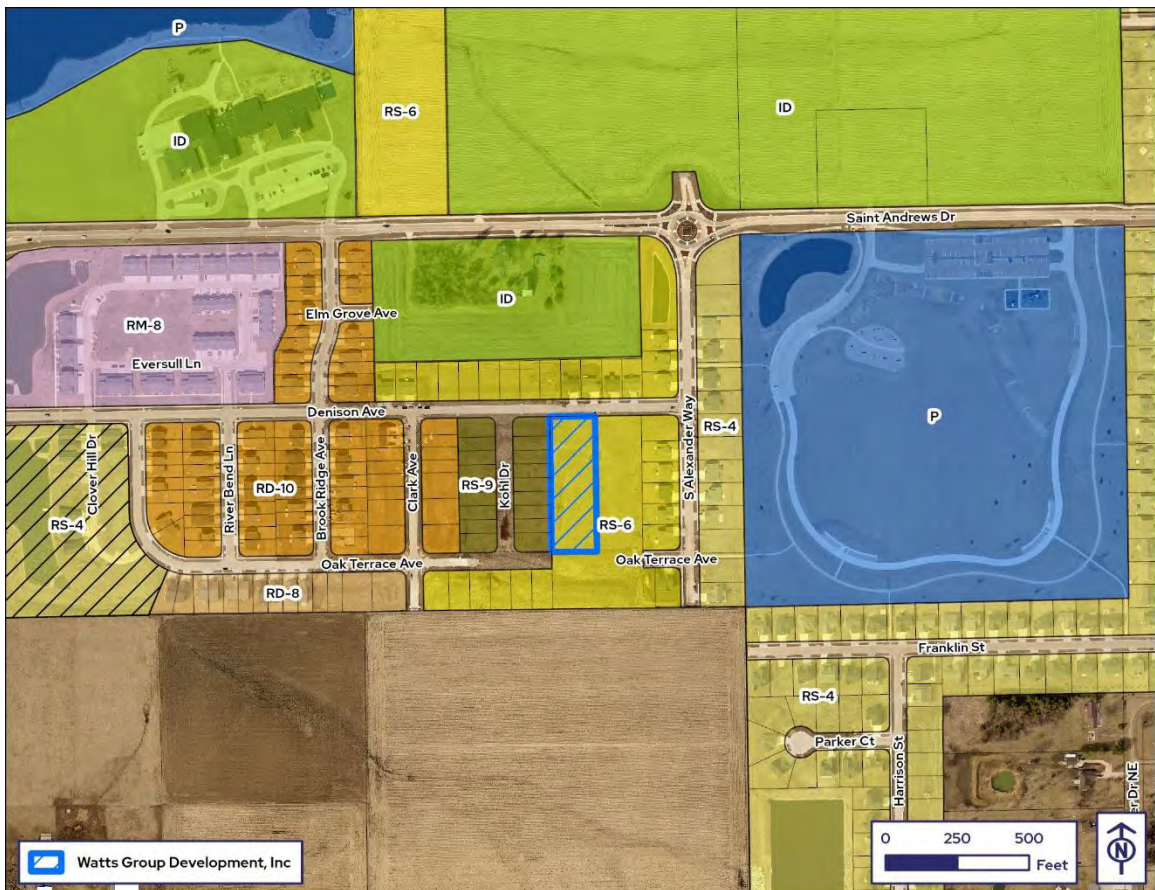 P
RS-6
ID
ID
Saint Andrews Dr
ID
Elm Grove Ave
RM-8
Eversull Ln
Denison Ave
S Alexander Way
RS-4
P
Clover Hill Dr
River Bend Ln
Brook Ridge Ave
Clark Ave
Kohl Dr
RS-9
RD-10
RS-4
RS-6
Oak Terrace Ave
Oak Terrace Ave
RD-8
Franklin St
RS-4
Parker Ct
Harrison St
er Dr NE
Watts Group Development, Inc
0 250 500
Feet
N